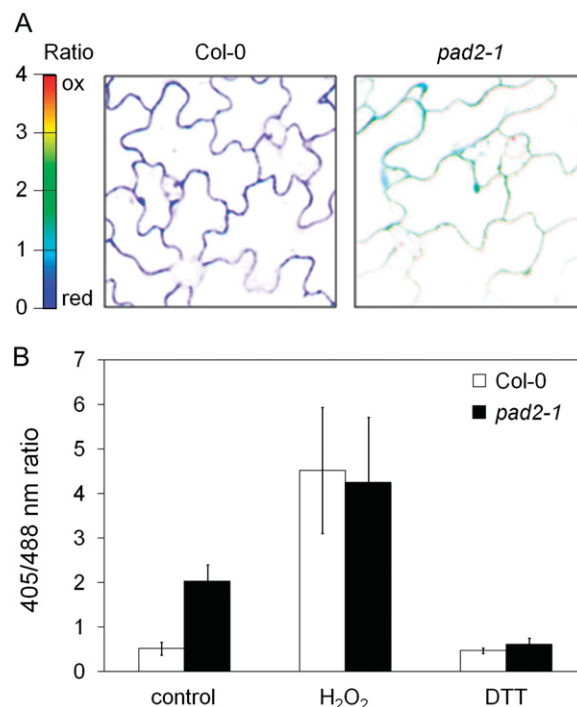 A
Ratio
Col-0
pad2-1
4
ox
3
2
1
0
red
B
7
6
5
4
3
2
1
0
405/488 nm ratio
Col-0
pad2-1
control
H₂O₂
DTT